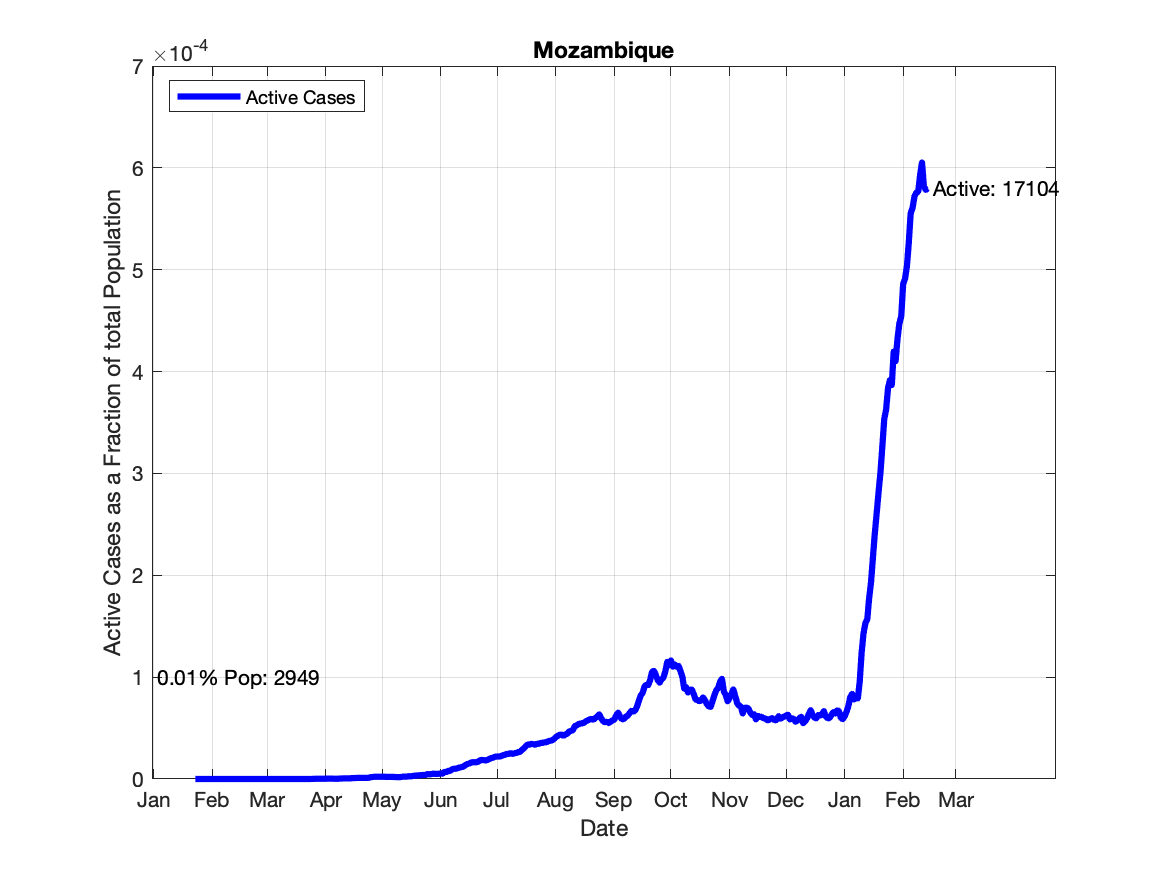 Mozambique
×10-4
Active Cases
7
6
5
4
3
2
1
0
Active: 17104
0.01% Pop: 2949
Active Cases as a Fraction of total Population
Jan Feb Mar Apr May Jun Jul Aug Sep Oct Nov Dec Jan Feb Mar
Date